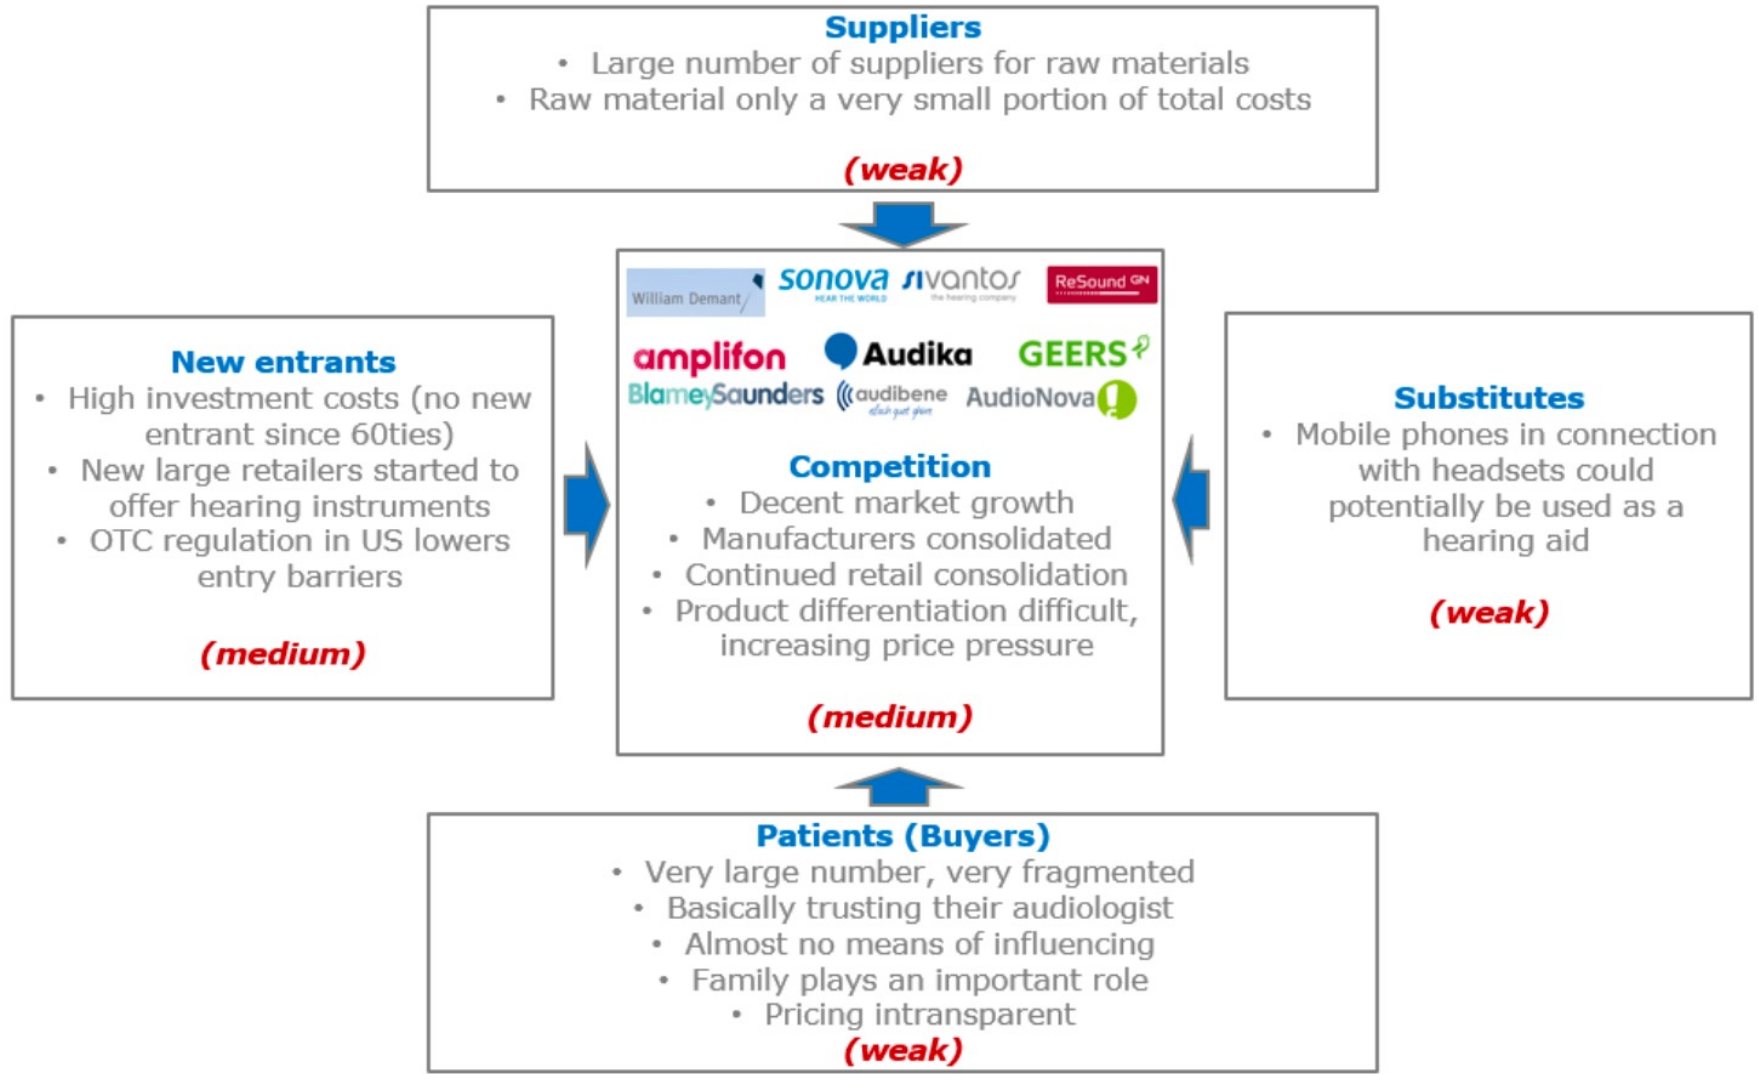 Suppliers
• Large number of suppliers for raw materials
• Raw material only a very small portion of total costs
(weak)
New entrants
• High investment costs (no new
entrant since 60ties)
• New large retailers started to
offer hearing instruments
• OTC regulation in US lowers
entry barriers
(medium)
William Demant
sonova
HEAR THE WORLD
sivantos
the hearing company
ReSound GN
amplifon
Audika
GEERS
BlameySaunders
audibene
einfach gut hören
AudioNova
Competition
• Decent market growth
• Manufacturers consolidated
• Continued retail consolidation
• Product differentiation difficult,
increasing price pressure
(medium)
Substitutes
• Mobile phones in connection
with headsets could
potentially be used as a
hearing aid
(weak)
Patients (Buyers)
• Very large number, very fragmented
• Basically trusting their audiologist
• Almost no means of influencing
• Family plays an important role
• Pricing intransparent
(weak)